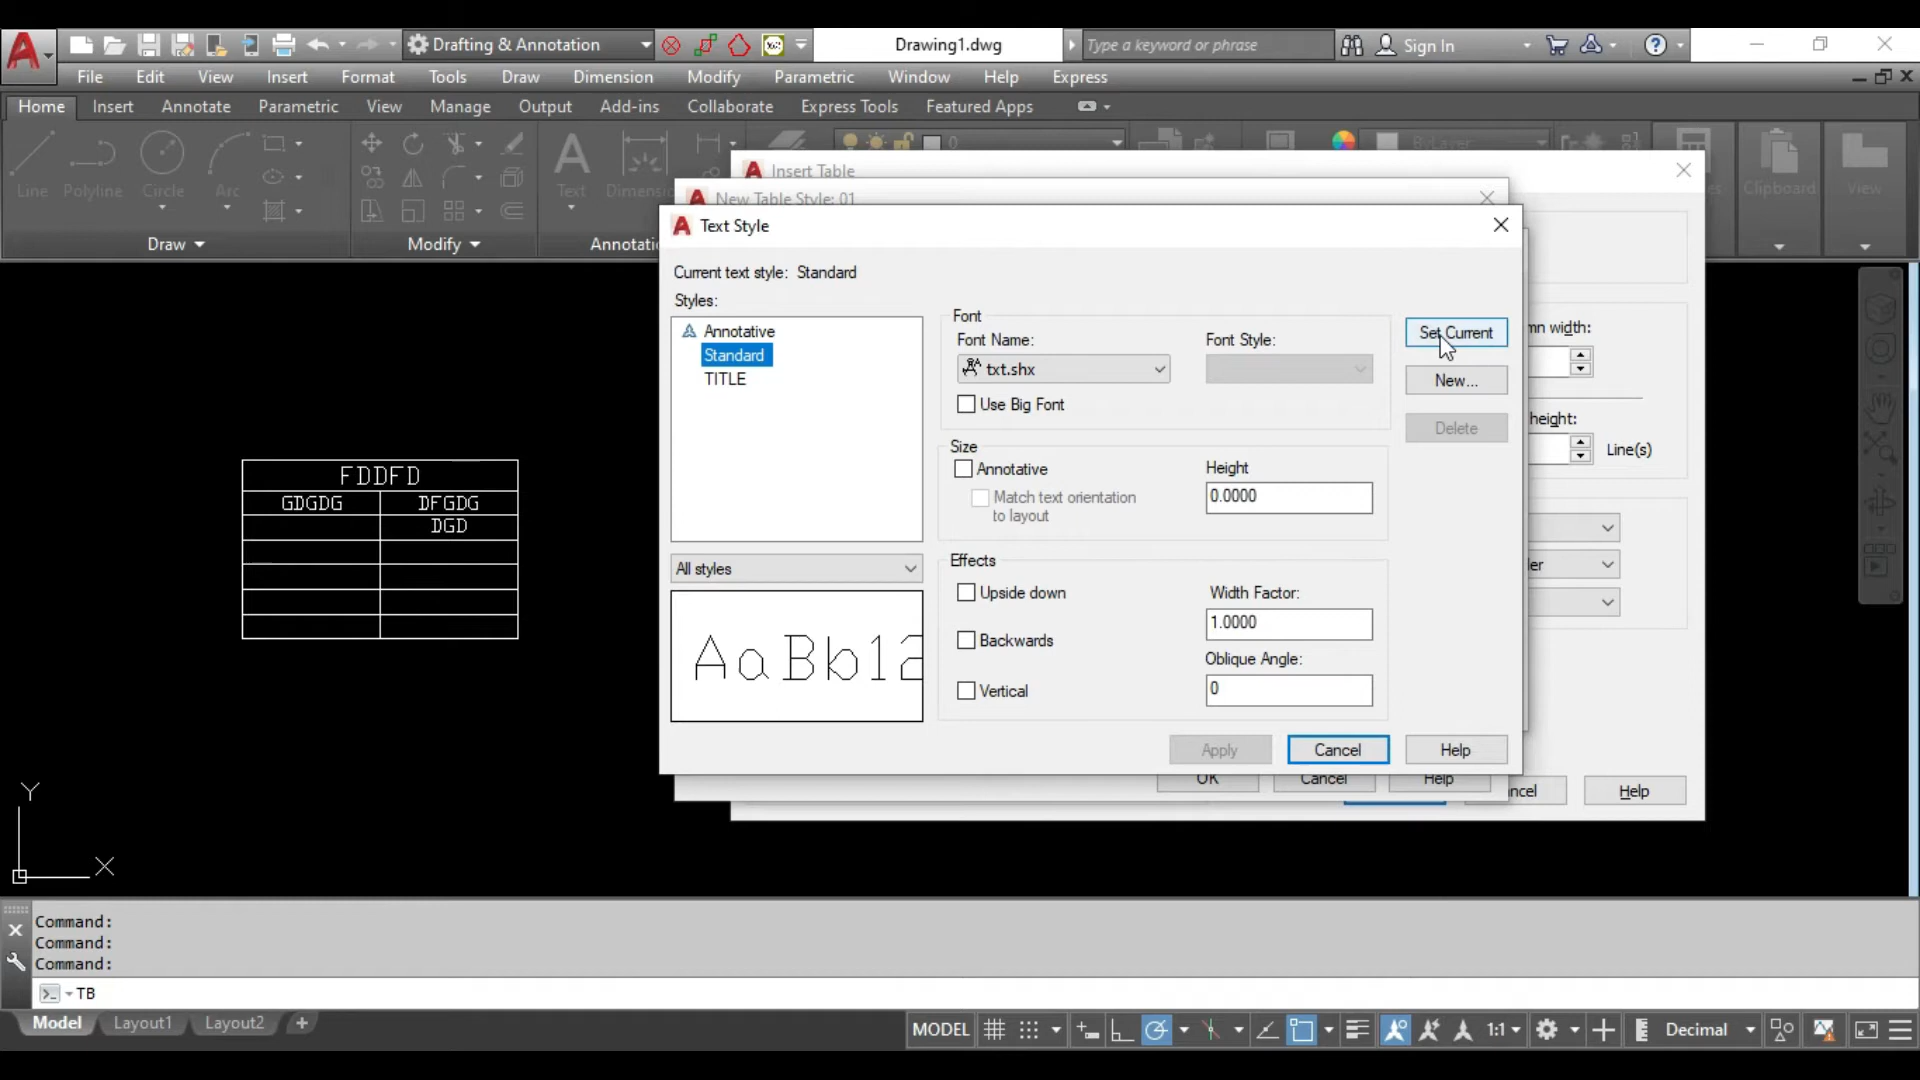 Drafting & Annotation
Drawing1.dwg
Type a keyword or phrase
Sign In
File Edit View Insert Format Tools Draw Dimension Modify Parametric Window Help Express
Home Insert Annotate Parametric View Manage Output Add-ins Collaborate Express Tools Featured Apps
0
ByLayer
Line Polyline Circle Arc
Text
Clipboard
View
Draw
Modify
Insert Table
New Table Style: 01
Text Style
Current text style: Standard
Styles:
Annotative
Standard
TITLE
All styles
AaBb12
Font
Font Name:
txt.shx
Font Style:
Use Big Font
Size
Annotative
Match text orientation
to layout
Height
0.0000
Effects
Upside down
Backwards
Vertical
Width Factor:
1.0000
Oblique Angle:
0
Set Current
New...
Delete
Apply
Cancel
Help
width:
height:
Line(s)
OK
Cancel
Help
Help
FDDFD
GDGDG DFGDG
DGD
Y
X
Command:
Command:
Command:
TB
Model Layout1 Layout2 +
MODEL
1:1
Decimal